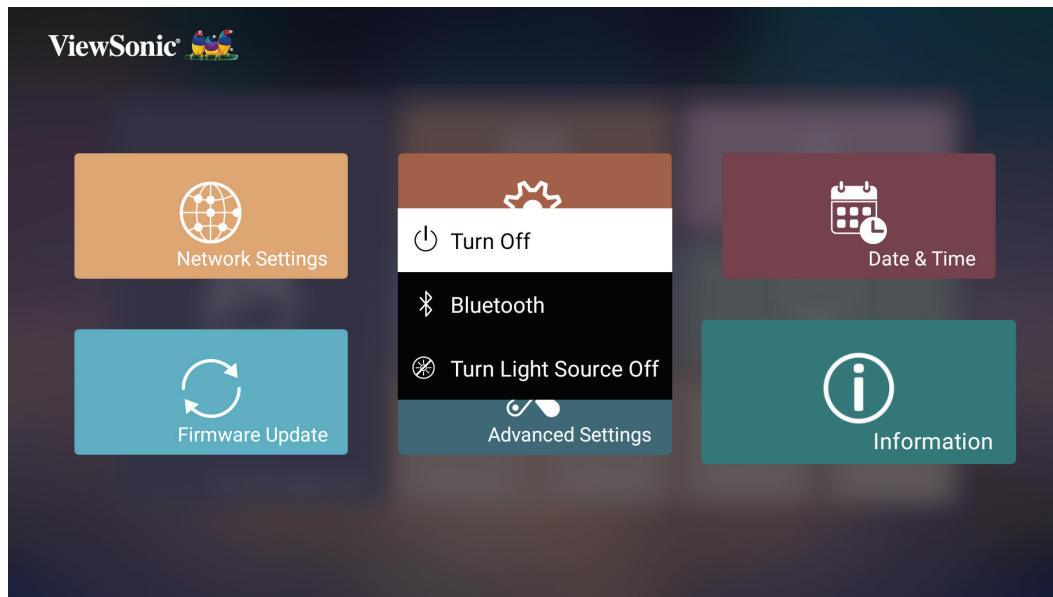 ViewSonic®
Network Settings
Turn Off
Date & Time
Bluetooth
Turn Light Source Off
Firmware Update
Advanced Settings
Information